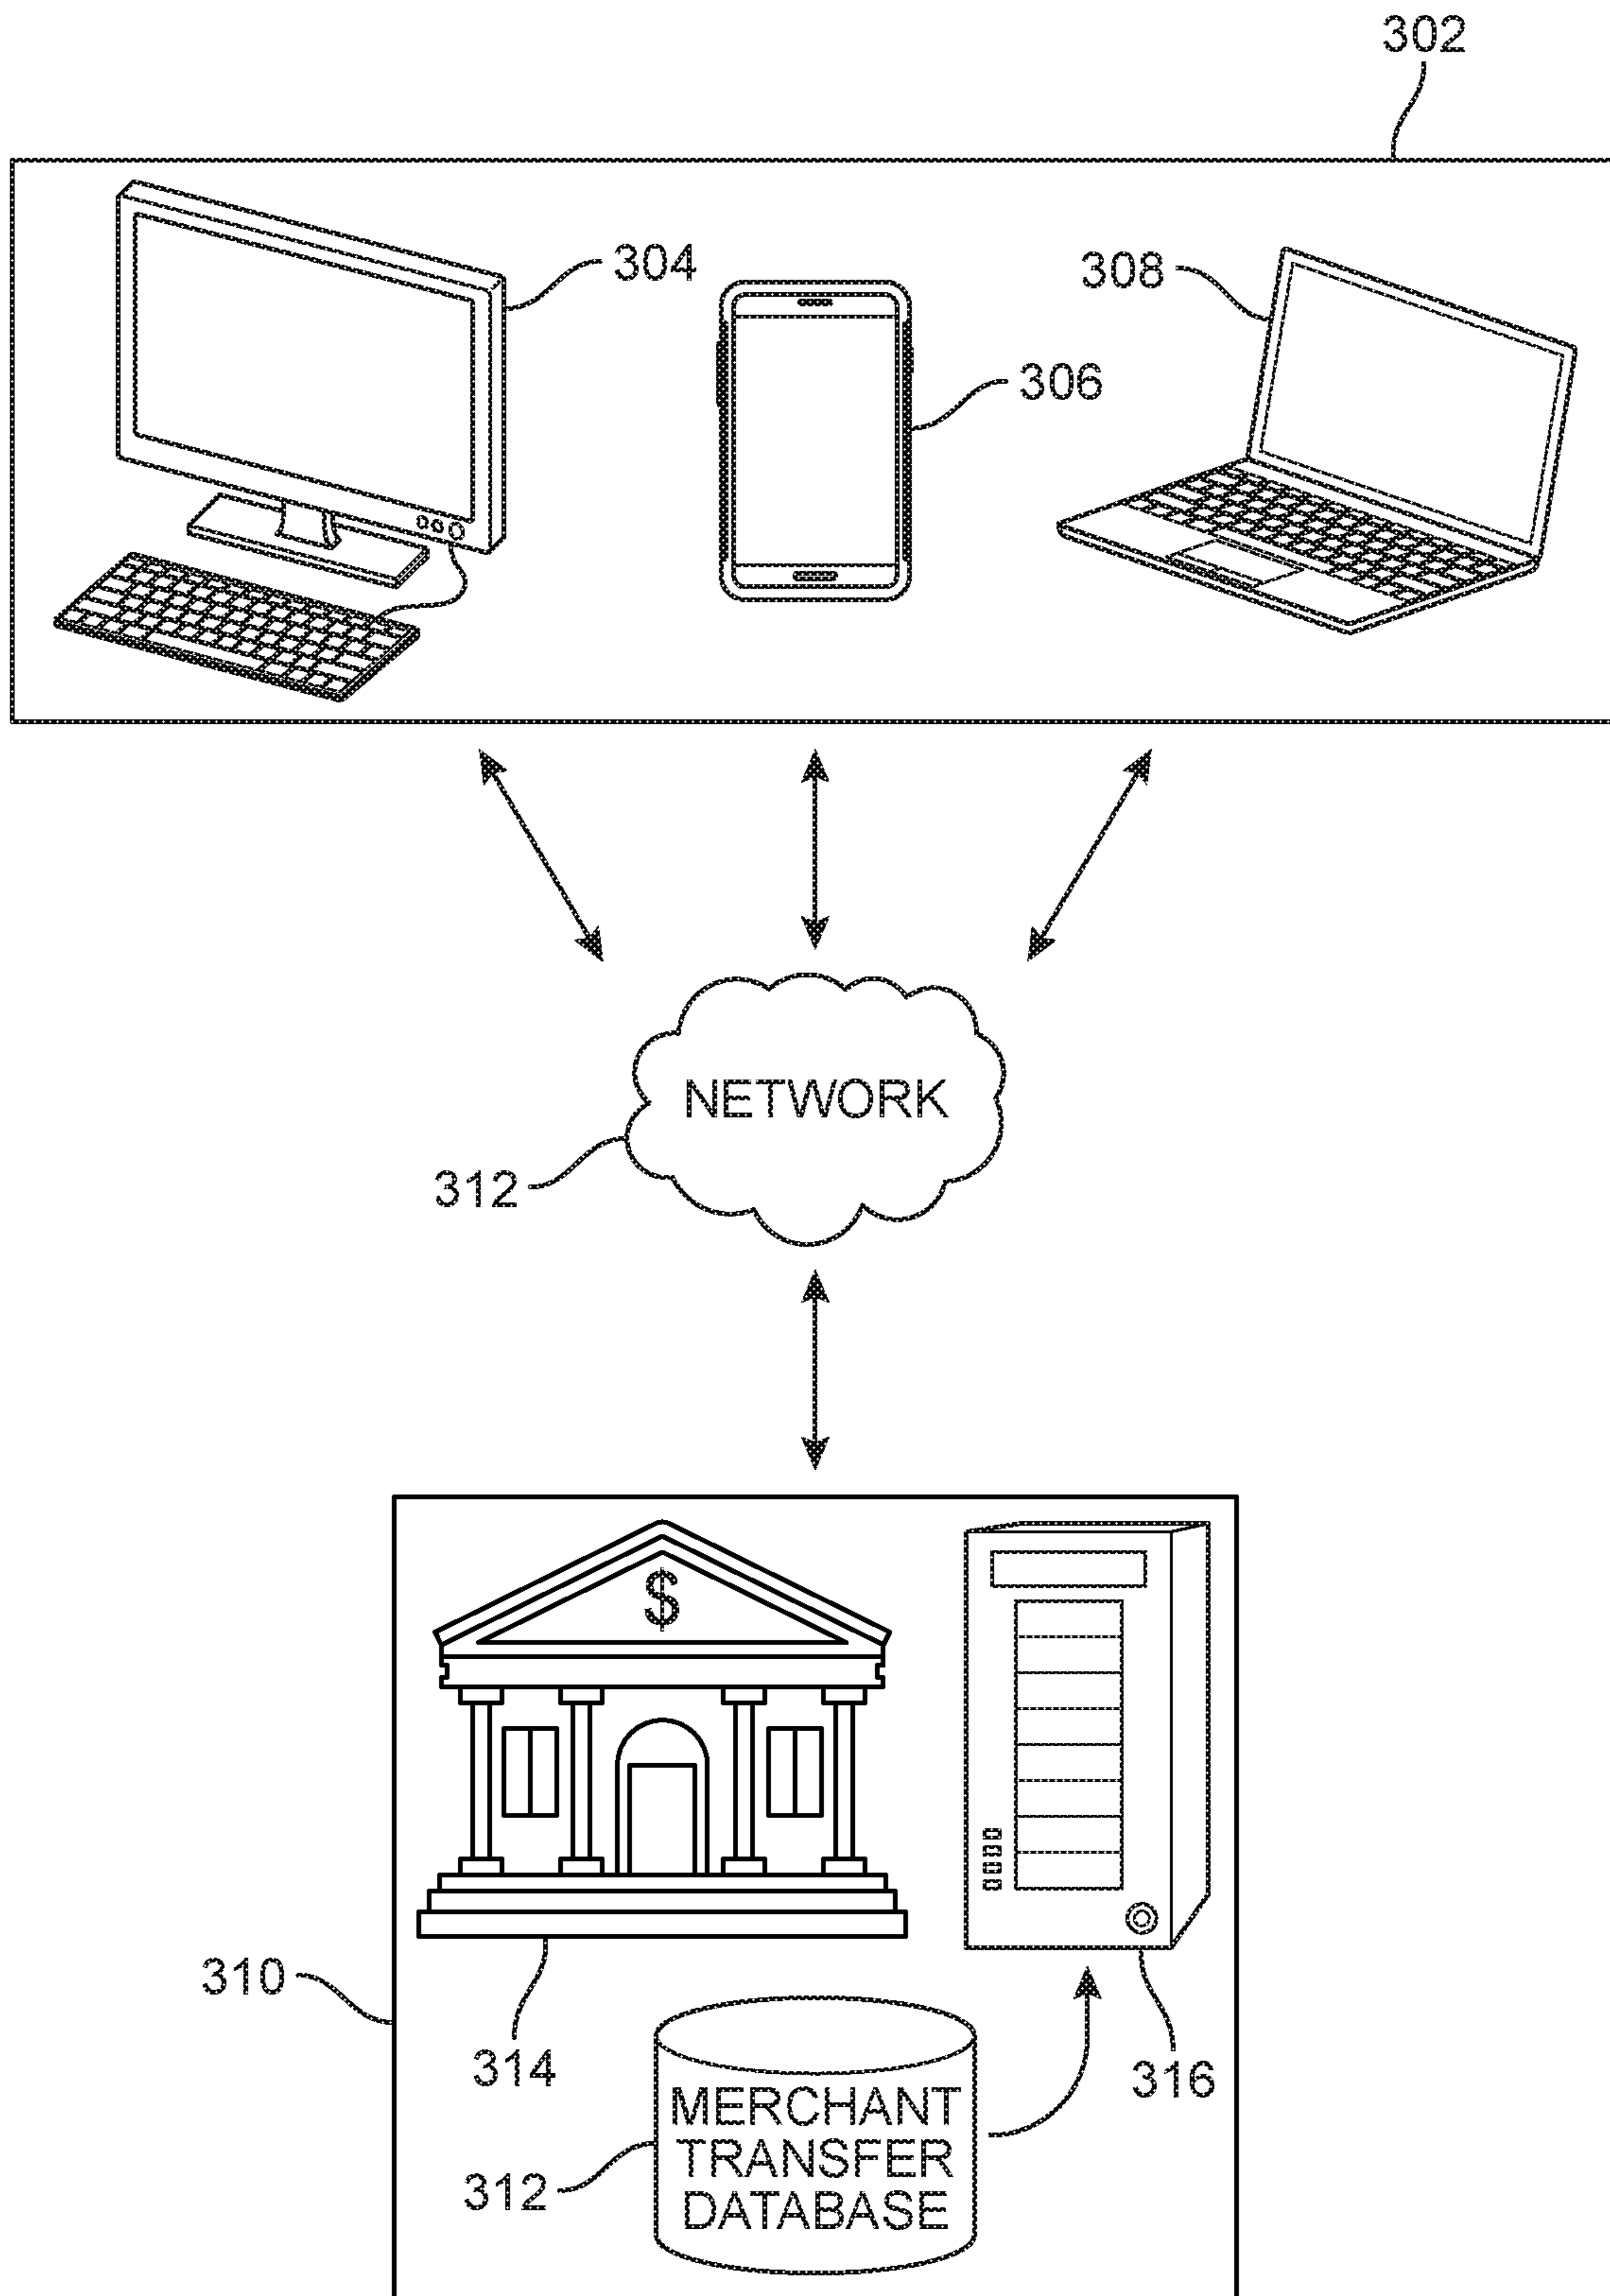 302
304
308
306
NETWORK
312
$
310
314
316
MERCHANT
TRANSFER
312
DATABASE